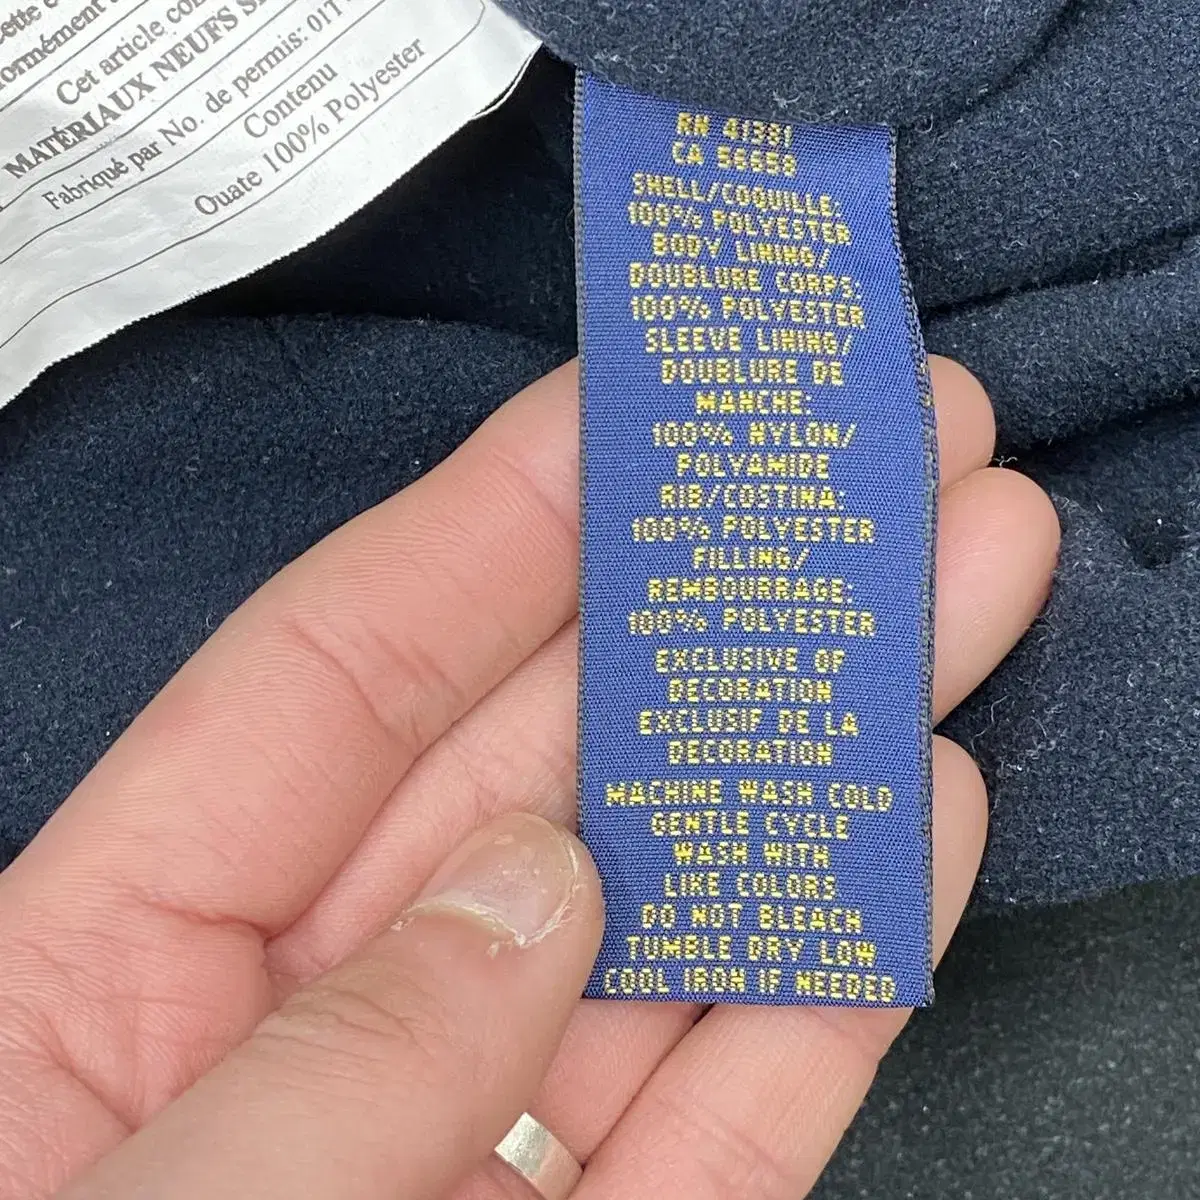 Cet article
MATÉRIAUX NEUFS
Fabriqué par No. de permis: 01T
Contenu
Ouate 100% Polyester
RN 41381
CA 56658
SHELL/COQUILLE:
100% POLYESTER
BODY LINING/
DOUBLURE CORPS:
100% POLYESTER
SLEEVE LINING/
DOUBLURE DE
MANCHE:
100% NYLON/
POLYAMIDE
RIB/COSTINA:
100% POLYESTER
FILLING/
REMBOURRAGE:
100% POLYESTER
EXCLUSIVE OF
DECORATION
EXCLUSIF DE LA
DECORATION
MACHINE WASH COLD
GENTLE CYCLE
WASH WITH
LIKE COLORS
DO NOT BLEACH
TUMBLE DRY LOW
COOL IRON IF NEEDED